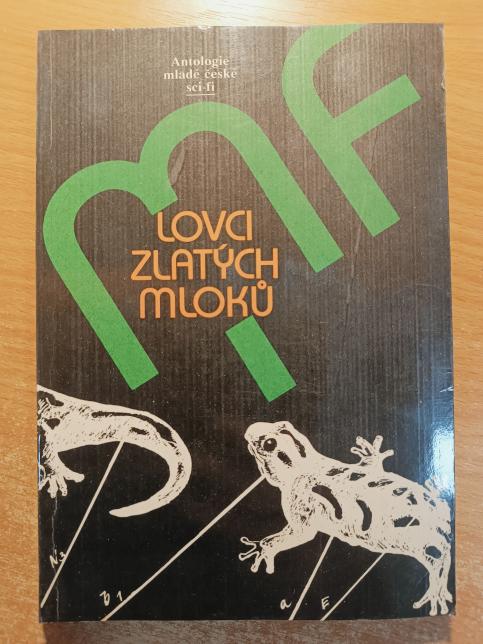 Antologie
mladé české
sci-fi
MF
LOVCI
ZLATÝCH
MLOKŮ
a
E